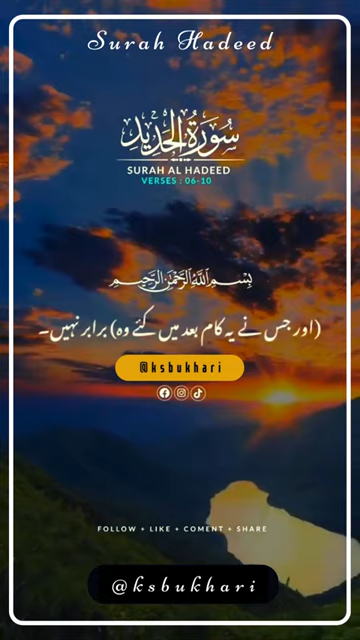 Surah Hadeed
سُورَةُ الْحَدِيد
SURAH AL HADEED
VERSES : 06-10
بِسْمِ اللَّهِ الرَّحْمَٰنِ الرَّحِيمِ
(اور جس نے یہ کام بعد میں کئے وہ) برابر نہیں۔
@ksbukhari
FOLLOW + LIKE + COMENT + SHARE
@ksbukhari